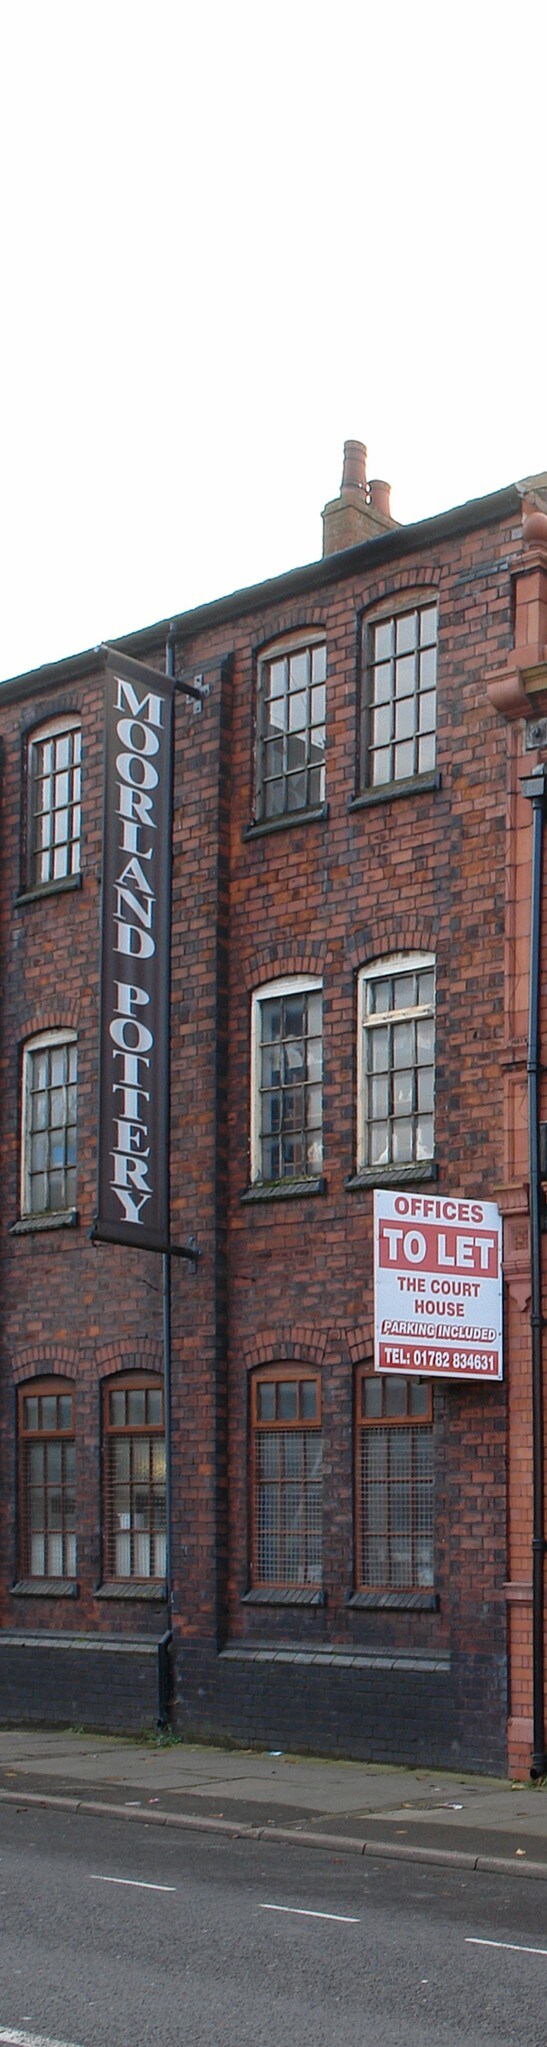 MOORLAND POTTERY
OFFICES
TO LET
THE COURT
HOUSE
PARKING INCLUDED
TEL: 01782 834631